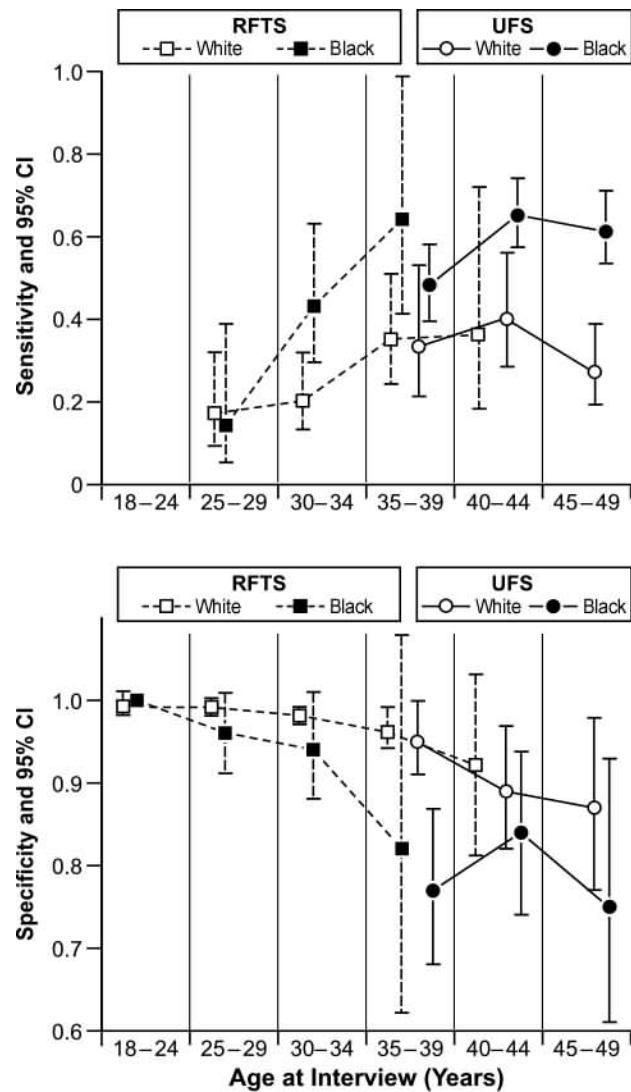 RFTS
White Black
UFS
White Black
Sensitivity and 95% CI
1.0
0.8
0.6
0.4
0.2
0
18–24 25–29 30–34 35–39 40–44 45–49
RFTS
White Black
UFS
White Black
Specificity and 95% CI
1.0
0.9
0.8
0.7
0.6
18–24 25–29 30–34 35–39 40–44 45–49
Age at Interview (Years)